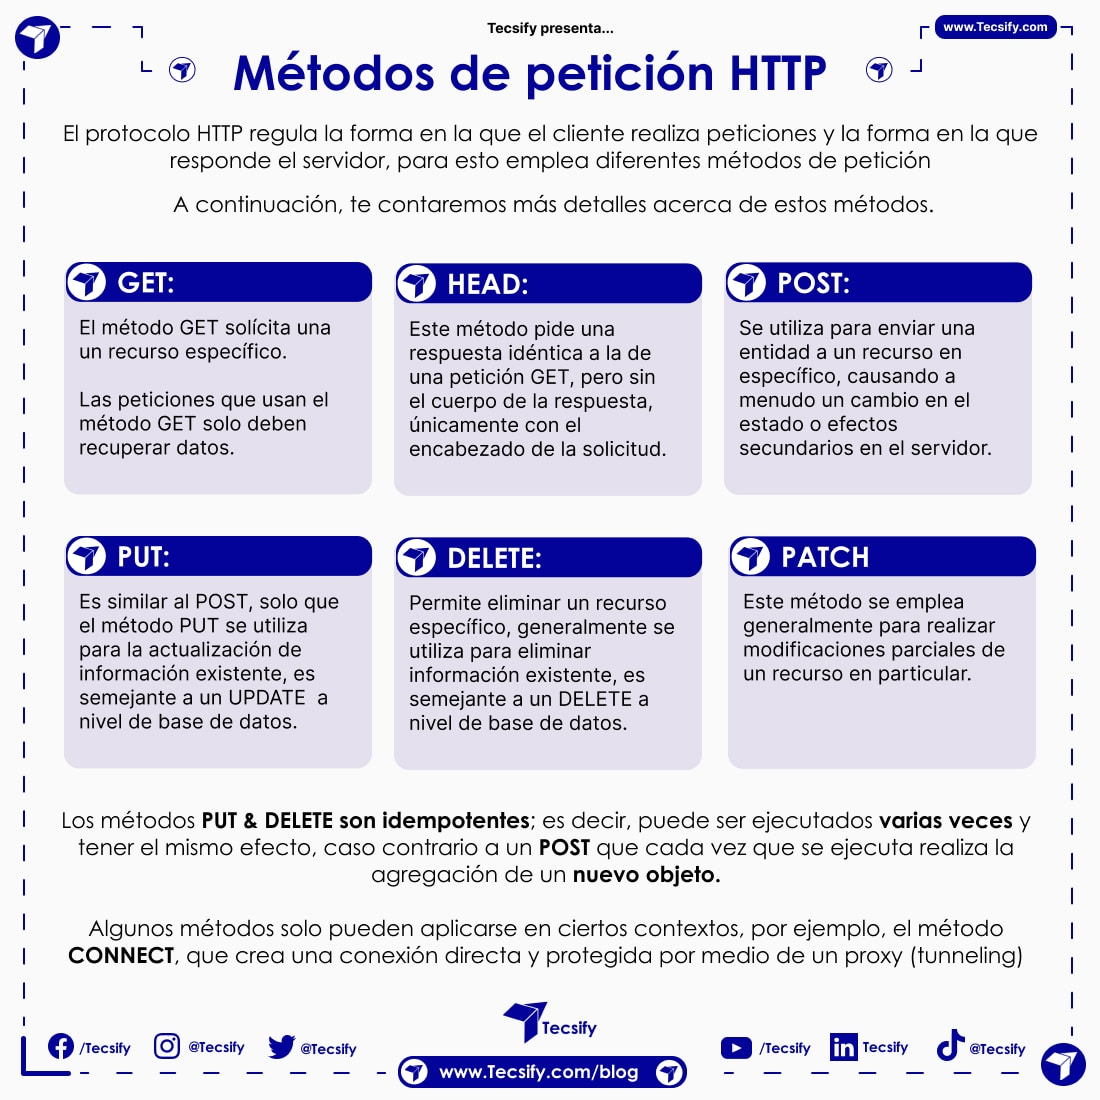 Tecsify presenta...
www.Tecsify.com
Métodos de petición HTTP
El protocolo HTTP regula la forma en la que el cliente realiza peticiones y la forma en la que
responde el servidor, para esto emplea diferentes métodos de petición
A continuación, te contaremos más detalles acerca de estos métodos.
GET:
El método GET solícita una
un recurso específico.
Las peticiones que usan el
método GET solo deben
recuperar datos.
HEAD:
Este método pide una
respuesta idéntica a la de
una petición GET, pero sin
el cuerpo de la respuesta,
únicamente con el
encabezado de la solicitud.
POST:
Se utiliza para enviar una
entidad a un recurso en
específico, causando a
menudo un cambio en el
estado o efectos
secundarios en el servidor.
PUT:
Es similar al POST, solo que
el método PUT se utiliza
para la actualización de
información existente, es
semejante a un UPDATE  a
nivel de base de datos.
DELETE:
Permite eliminar un recurso
específico, generalmente se
utiliza para eliminar
información existente, es
semejante a un DELETE a
nivel de base de datos.
PATCH
Este método se emplea
generalmente para realizar
modificaciones parciales de
un recurso en particular.
Los métodos PUT & DELETE son idempotentes; es decir, puede ser ejecutados varias veces y
tener el mismo efecto, caso contrario a un POST que cada vez que se ejecuta realiza la
agregación de un nuevo objeto.
Algunos métodos solo pueden aplicarse en ciertos contextos, por ejemplo, el método
CONNECT, que crea una conexión directa y protegida por medio de un proxy (tunneling)
Tecsify
/Tecsify
@Tecsify
@Tecsify
/Tecsify
Tecsify
@Tecsify
www.Tecsify.com/blog